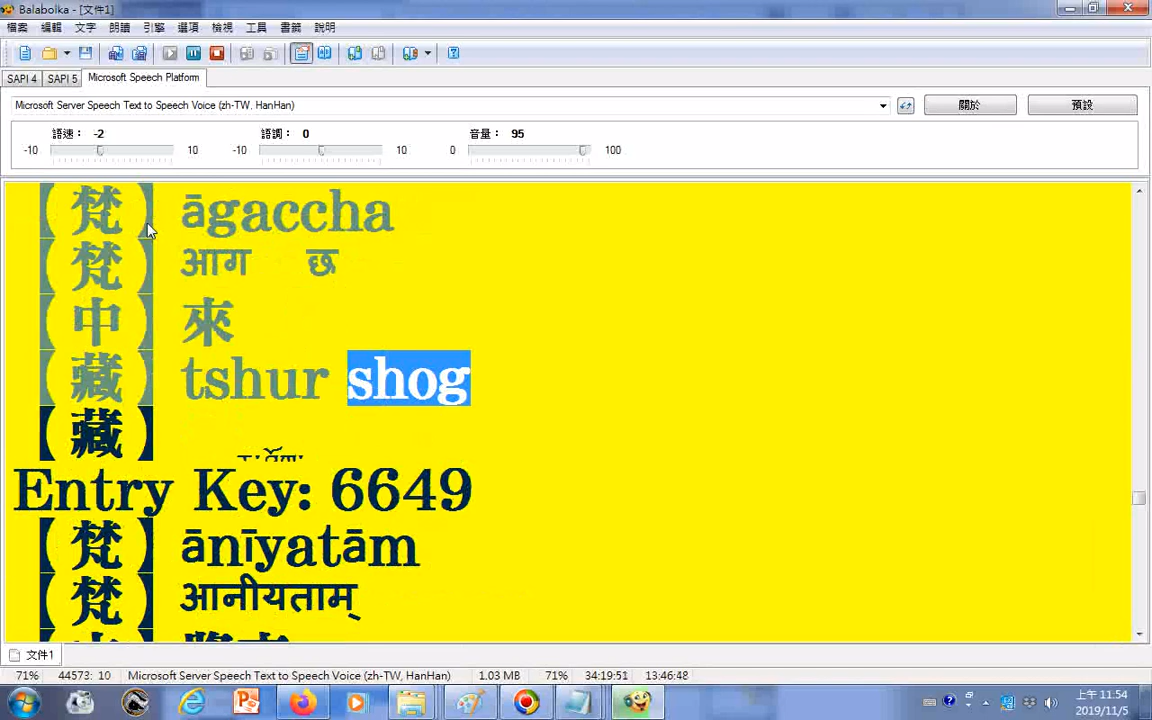 Balabolka - [文件1]
檔案 編輯 文字 朗讀 引擎 選項 檢視 工具 書籤 說明
SAPI 4 SAPI 5 Microsoft Speech Platform
Microsoft Server Speech Text to Speech Voice (zh-TW, HanHan)
關於 預設
語速： -2 語調： 0 音量： 95
-10 10 -10 10 0 100
【梵】 āgaccha
【梵】 आग छ
【中】 來
【藏】 tshur shog
【藏】
Entry Key: 6649
【梵】 ānīyatām
【梵】 आनीयताम्
文件1
71% 44573: 10 Microsoft Server Speech Text to Speech Voice (zh-TW, HanHan) 1.03 MB 71% 34:19:51 13:46:48
上午 11:54
2019/11/5